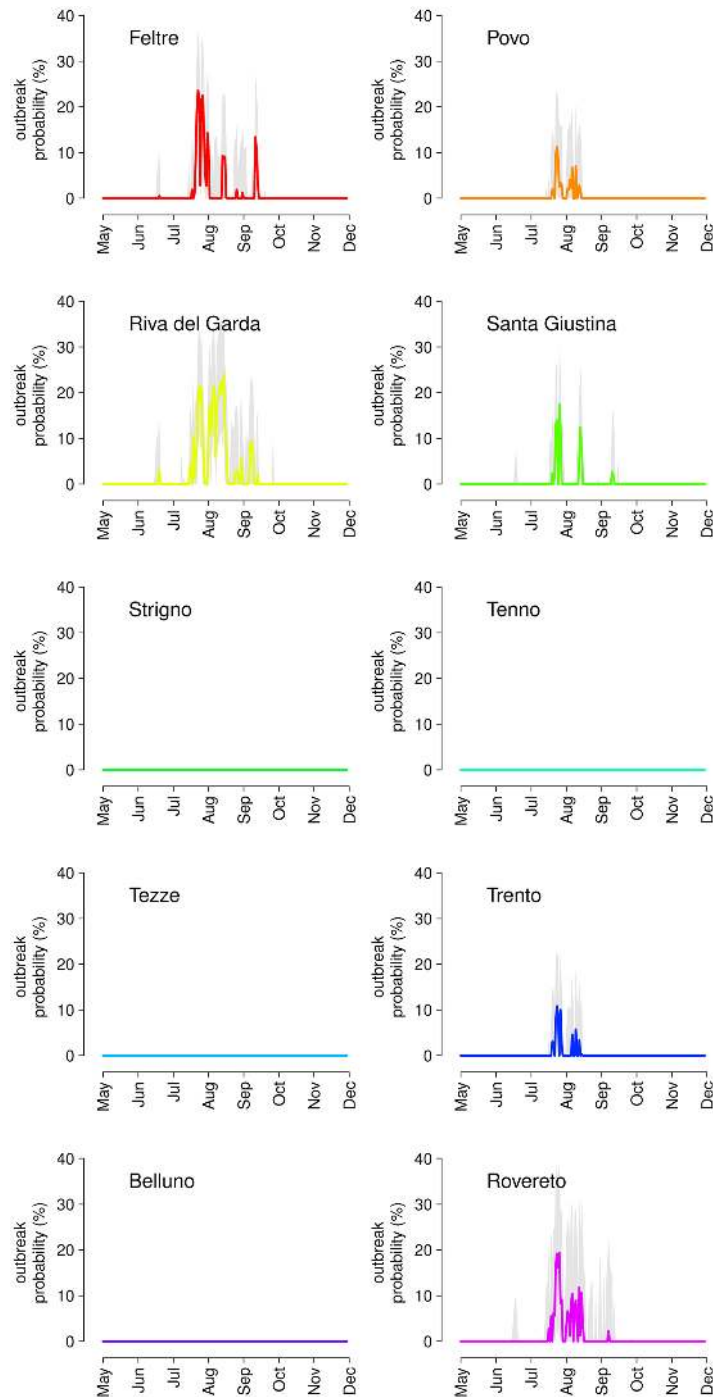 Feltre
outbreak
probability (%)
40
30
20
10
0
May
Jun
Jul
Aug
Sep
Oct
Nov
Dec
Povo
outbreak
probability (%)
40
30
20
10
0
May
Jun
Jul
Aug
Sep
Oct
Nov
Dec
Riva del Garda
outbreak
probability (%)
40
30
20
10
0
May
Jun
Jul
Aug
Sep
Oct
Nov
Dec
Santa Giustina
outbreak
probability (%)
40
30
20
10
0
May
Jun
Jul
Aug
Sep
Oct
Nov
Dec
Strigno
outbreak
probability (%)
40
30
20
10
0
May
Jun
Jul
Aug
Sep
Oct
Nov
Dec
Tenno
outbreak
probability (%)
40
30
20
10
0
May
Jun
Jul
Aug
Sep
Oct
Nov
Dec
Tezze
outbreak
probability (%)
40
30
20
10
0
May
Jun
Jul
Aug
Sep
Oct
Nov
Dec
Trento
outbreak
probability (%)
40
30
20
10
0
May
Jun
Jul
Aug
Sep
Oct
Nov
Dec
Belluno
outbreak
probability (%)
40
30
20
10
0
May
Jun
Jul
Aug
Sep
Oct
Nov
Dec
Rovereto
outbreak
probability (%)
40
30
20
10
0
May
Jun
Jul
Aug
Sep
Oct
Nov
Dec